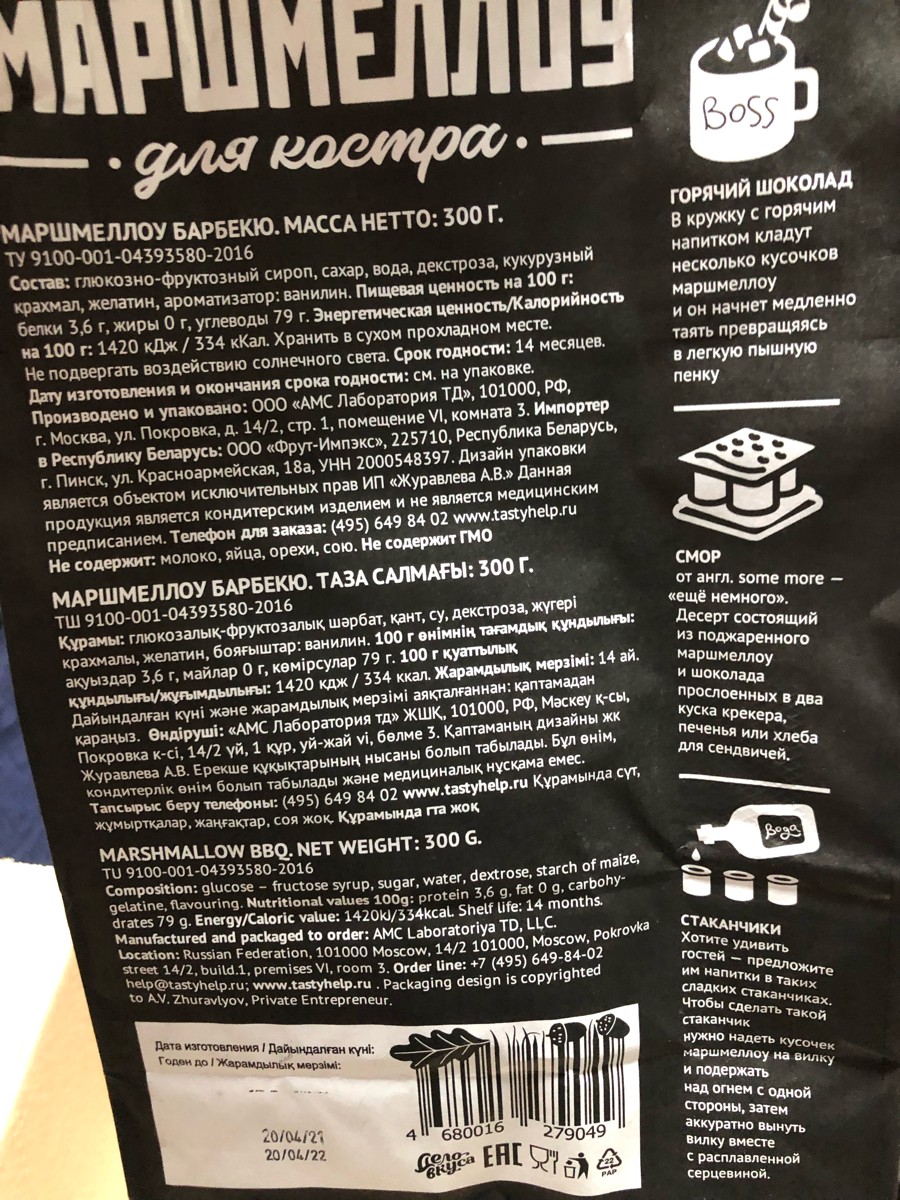 МАРШМЕЛЛОУ
для костра
МАРШМЕЛЛОУ БАРБЕКЮ. МАССА НЕТТО: 300 Г.
ТУ 9100-001-04393580-2016
Состав: глюкозно-фруктозный сироп, сахар, вода, декстроза, кукурузный
крахмал, желатин, ароматизатор: ванилин. Пищевая ценность на 100 г:
белки 3,6 г, жиры 0 г, углеводы 79 г. Энергетическая ценность/Калорийность
на 100 г: 1420 кДж / 334 кКал. Хранить в сухом прохладном месте.
Не подвергать воздействию солнечного света. Срок годности: 14 месяцев.
Дату изготовления и окончания срока годности: см. на упаковке.
Произведено и упаковано: ООО «АМС Лаборатория ТД», 101000, РФ,
г. Москва, ул. Покровка, д. 14/2, стр. 1, помещение VI, комната 3. Импортер
в Республику Беларусь: ООО «Фрут-Импэкс», 225710, Республика Беларусь,
г. Пинск, ул. Красноармейская, 18а, УНН 2000548397. Дизайн упаковки
является объектом исключительных прав ИП «Журавлева А.В.» Данная
продукция является кондитерским изделием и не является медицинским
предписанием. Телефон для заказа: (495) 649 84 02 www.tastyhelp.ru
Не содержит: молоко, яйца, орехи, сою. Не содержит ГМО
МАРШМЕЛЛОУ БАРБЕКЮ. ТАЗА САЛМАҒЫ: 300 Г.
ТШ 9100-001-04393580-2016
Құрамы: глюкозалық-фруктозалық шәрбат, қант, су, декстроза, жүгері
крахмалы, желатин, бояғыштар: ванилин. 100 г өнімнің тағамдық құндылығы:
ақуыздар 3,6 г, майлар 0 г, көмірсулар 79 г. 100 г қуаттылық
құндылығы/жұғымдылығы: 1420 кдж / 334 ккал. Жарамдылық мерзімі: 14 ай.
Дайындалған күні және жарамдылық мерзімі аяқталғаннан: қаптамадан
қараңыз. Өндіруші: «АМС Лаборатория тд» ЖШҚ, 101000, РФ, Мәскеу қ-сы,
Покровка к-сі, 14/2 үй, 1 құр, уй-жай vi, бөлме 3. Қаптаманың дизайны жк
Журавлева А.В. Ерекше құқықтарының нысаны болып табылады. Бұл өнім,
кондитерлік өнім болып табылады және медициналық нұсқама емес.
Тапсырыс беру телефоны: (495) 649 84 02 www.tastyhelp.ru Құрамында сүт,
жұмыртқалар, жаңғақтар, соя жоқ. Құрамында гта жоқ
MARSHMALLOW BBQ. NET WEIGHT: 300 G.
TU 9100-001-04393580-2016
Composition: glucose – fructose syrup, sugar, water, dextrose, starch of maize,
gelatine, flavouring. Nutritional values 100g: protein 3,6 g, fat 0 g, carbohy-
drates 79 g. Energy/Caloric value: 1420kJ/334kcal. Shelf life: 14 months.
Manufactured and packaged to order: AMC Laboratoriya TD, LLC.
Location: Russian Federation, 101000 Moscow, 14/2 101000, Moscow, Pokrovka
street 14/2, build.1, premises VI, room 3. Order line: +7 (495) 649-84-02
help@tastyhelp.ru; www.tastyhelp.ru . Packaging design is copyrighted
to A.V. Zhuravlyov, Private Entrepreneur.
Дата изготовления / Дайындалған күні:
Годен до / Жарамдылық мерзімі:
20/04/21
20/04/22
4 680016 279049
Дело вкуса
EAC
22
PAP
BOSS
ГОРЯЧИЙ ШОКОЛАД
В кружку с горячим
напитком кладут
несколько кусочков
маршмеллоу
и он начнет медленно
таять превращяясь
в легкую пышную
пенку
СМОР
от англ. some more –
«ещё немного».
Десерт состоящий
из поджаренного
маршмеллоу
и шоколада
прослоенных в два
куска крекера,
печенья или хлеба
для сендвичей.
Вода
СТАКАНЧИКИ
Хотите удивить
гостей – предложите
им напитки в таких
сладких стаканчиках.
Чтобы сделать такой
стаканчик
нужно надеть кусочек
маршмеллоу на вилку
и подержать
над огнем с одной
стороны, затем
аккуратно вынуть
вилку вместе
с расплавленной
серцевиной.